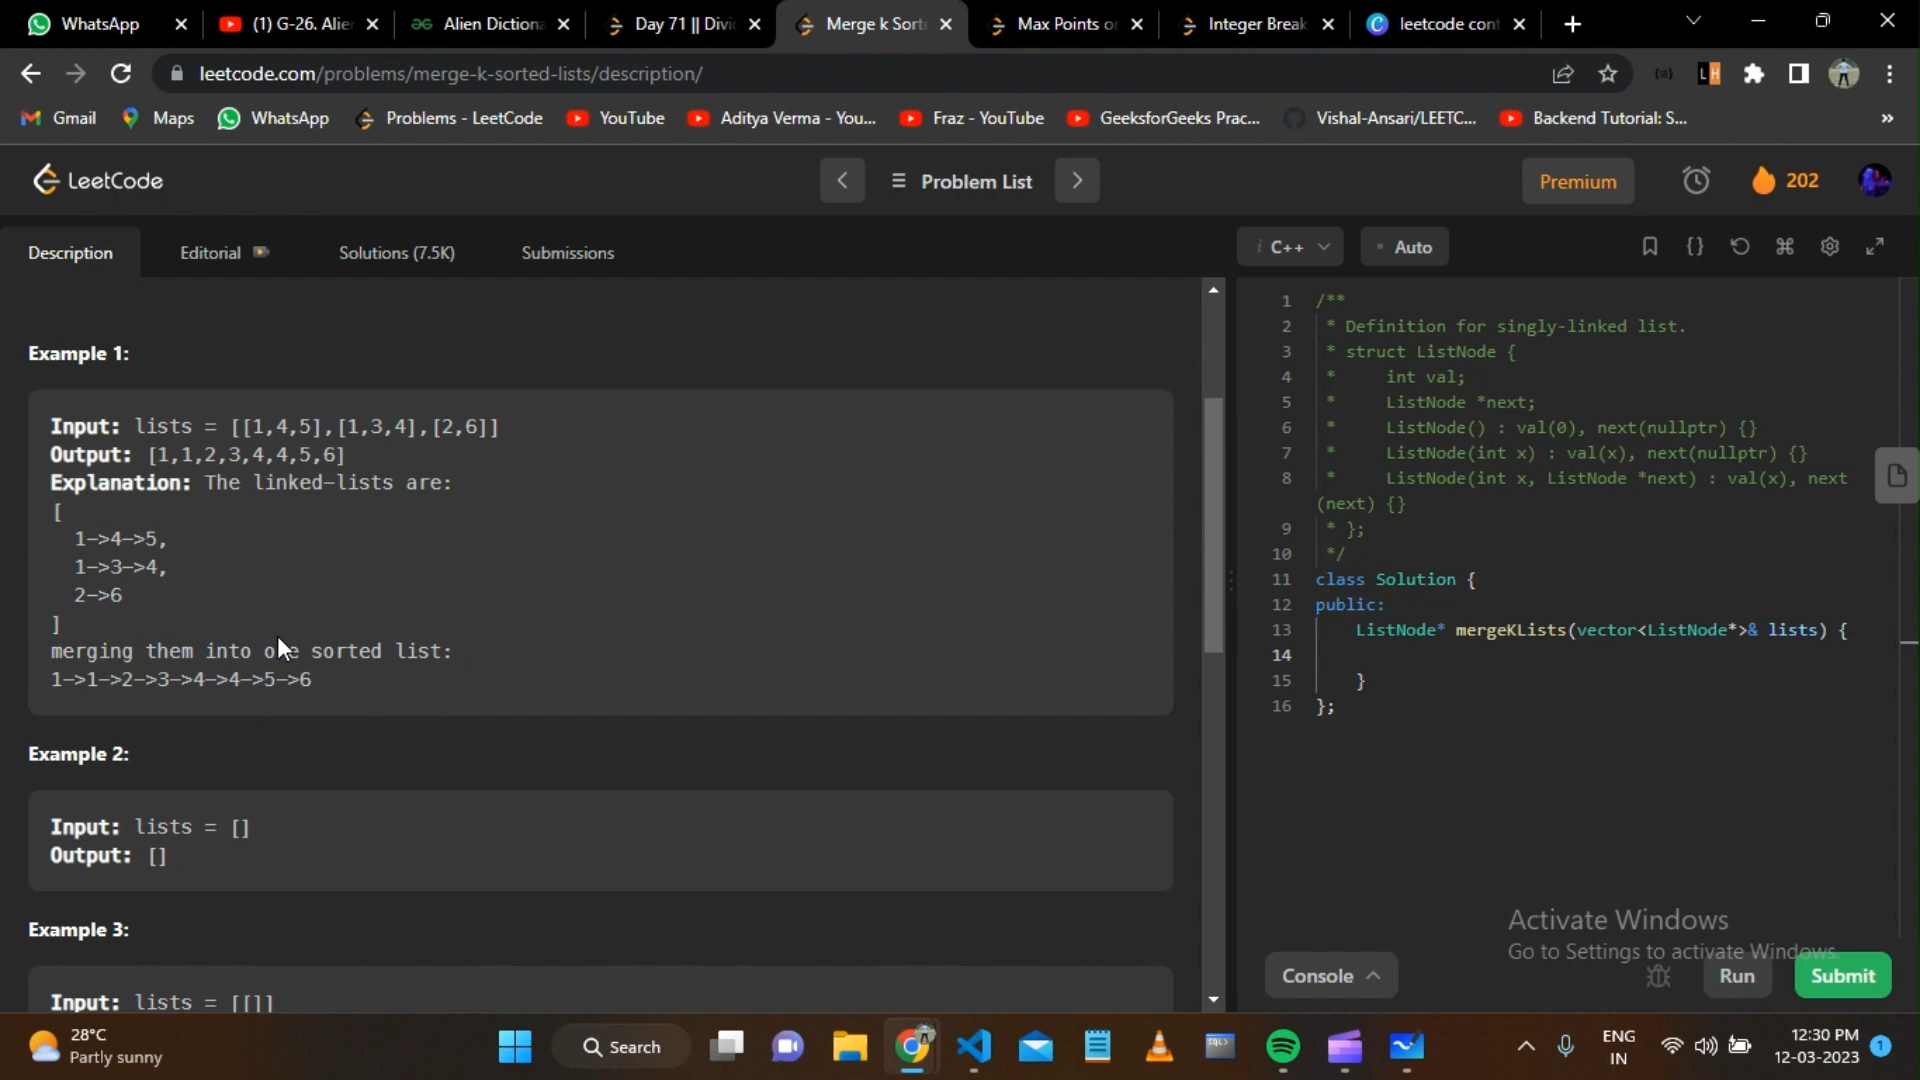 WhatsApp
(1) G-26. Alie
Alien Dictiona
Day 71 || Divi
Merge k Sorte
Max Points o
Integer Break
leetcode cont
leetcode.com/problems/merge-k-sorted-lists/description/
Gmail
Maps
WhatsApp
Problems - LeetCode
YouTube
Aditya Verma - You...
Fraz - YouTube
GeeksforGeeks Prac...
Vishal-Ansari/LEETC...
Backend Tutorial: S...
»
LeetCode
Problem List
Premium
202
Description
Editorial
Solutions (7.5K)
Submissions
i C++
Auto
Example 1:
Input: lists = [[1,4,5],[1,3,4],[2,6]]
Output: [1,1,2,3,4,4,5,6]
Explanation: The linked-lists are:
[
1->4->5,
1->3->4,
2->6
]
merging them into one sorted list:
1->1->2->3->4->4->5->6
Example 2:
Input: lists = []
Output: []
Example 3:
Input: lists = [[]]
1 /**
2 * Definition for singly-linked list.
3 * struct ListNode {
4 *     int val;
5 *     ListNode *next;
6 *     ListNode() : val(0), next(nullptr) {}
7 *     ListNode(int x) : val(x), next(nullptr) {}
8 *     ListNode(int x, ListNode *next) : val(x), next
(next) {}
9 * };
10 */
11 class Solution {
12 public:
13     ListNode* mergeKLists(vector<ListNode*>& lists) {
14
15     }
16 };
Activate Windows
Go to Settings to activate Windows.
Console
Run
Submit
28°C
Partly sunny
Search
SQL>
ENG
IN
12:30 PM
12-03-2023
1